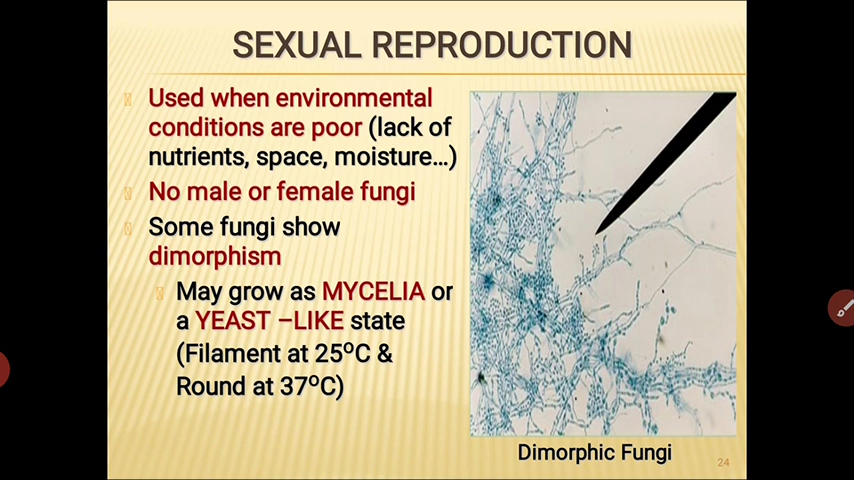 SEXUAL REPRODUCTION
Used when environmental
conditions are poor (lack of
nutrients, space, moisture...)
No male or female fungi
Some fungi show
dimorphism
May grow as MYCELIA or
a YEAST –LIKE state
(Filament at 25ºC &
Round at 37ºC)
Dimorphic Fungi
24